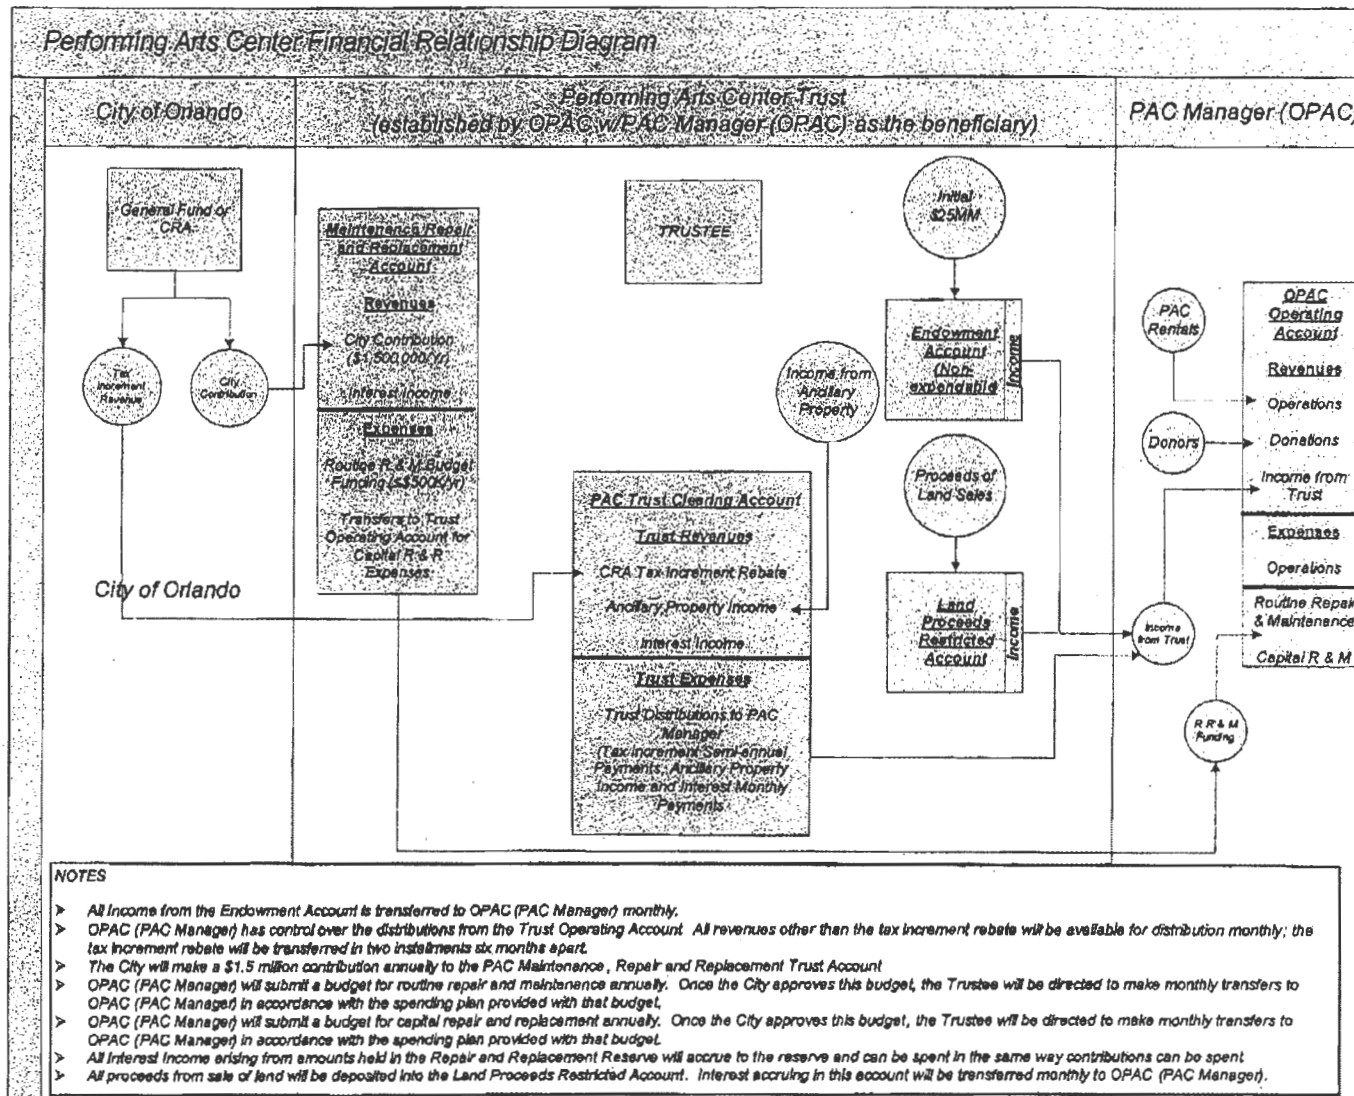 Performing Arts Center Financial Relationship Diagram
City of Orlando
Performing Arts Center Trust
(established by OPAC w/PAC Manager (OPAC) as the beneficiary)
PAC Manager (OPAC)
General Fund or
CRA
Tax
Increment
Revenue
City
Contribution
City of Orlando
Maintenance Repair
and Replacement
Account
Revenues
City Contribution
($1,500,000/yr)
Interest Income
Expenses
Routine R & M Budget
Funding (≤$500K/yr)
Transfers to Trust
Operating Account for
Capital R & R
Expenses
TRUSTEE
PAC Trust Clearing Account
Trust Revenues
CRA Tax Increment Rebate
Ancillary Property Income
Interest Income
Trust Expenses
Trust Distributions to PAC
Manager
(Tax Increment Semi-annual
Payments, Ancillary Property
Income and Interest Monthly
Payments
Income from
Ancillary
Property
Initial
$25MM
Endowment
Account
(Non-
expendable
Income
Proceeds of
Land Sales
Land
Proceeds
Restricted
Account
Income
PAC
Rentals
Donors
Income
from Trust
R R & M
Funding
OPAC
Operating
Account
Revenues
Operations
Donations
Income from
Trust
Expenses
Operations
Routine Repair
& Maintenance
Capital R & M
NOTES
➤ All Income from the Endowment Account is transferred to OPAC (PAC Manager) monthly.
➤ OPAC (PAC Manager) has control over the distributions from the Trust Operating Account All revenues other than the tax increment rebate will be available for distribution monthly; the
tax increment rebate will be transferred in two installments six months apart.
➤ The City will make a $1.5 million contribution annually to the PAC Maintenance, Repair and Replacement Trust Account
➤ OPAC (PAC Manager) will submit a budget for routine repair and maintenance annually. Once the City approves this budget, the Trustee will be directed to make monthly transfers to
OPAC (PAC Manager) in accordance with the spending plan provided with that budget.
➤ OPAC (PAC Manager) will submit a budget for capital repair and replacement annually. Once the City approves this budget, the Trustee will be directed to make monthly transfers to
OPAC (PAC Manager) in accordance with the spending plan provided with that budget.
➤ All Interest Income arising from amounts held in the Repair and Replacement Reserve will accrue to the reserve and can be spent in the same way contributions can be spent
➤ All proceeds from sale of land will be deposited into the Land Proceeds Restricted Account. Interest accruing in this account will be transferred monthly to OPAC (PAC Manager).